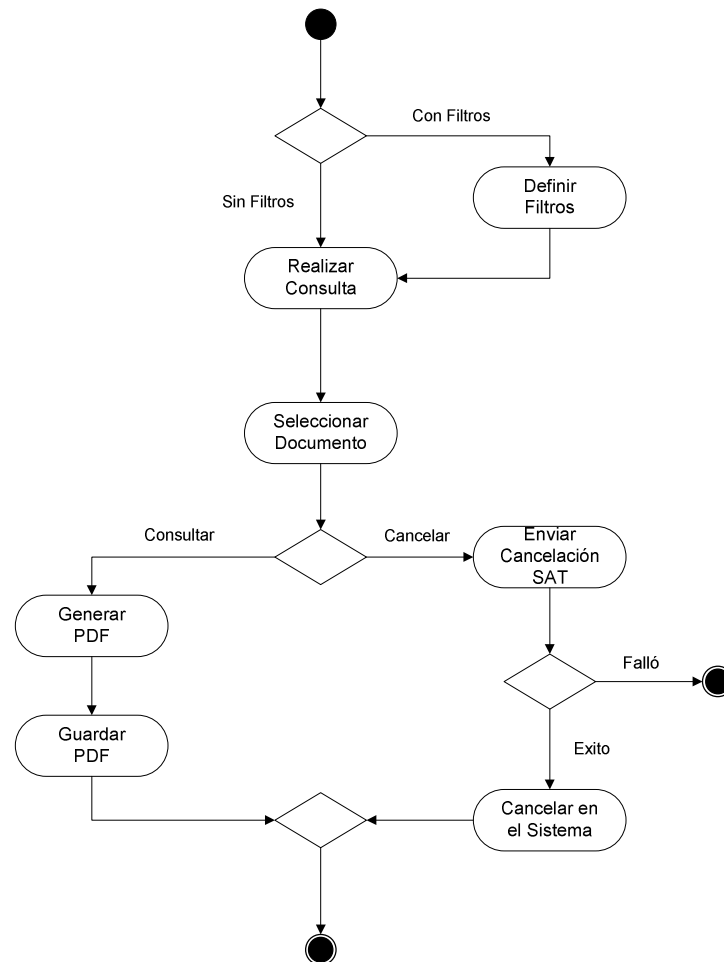 Con Filtros
Definir
Filtros
Sin Filtros
Realizar
Consulta
Seleccionar
Documento
Consultar
Cancelar
Enviar
Cancelación
SAT
Generar
PDF
Falló
Guardar
PDF
Exito
Cancelar en
el Sistema